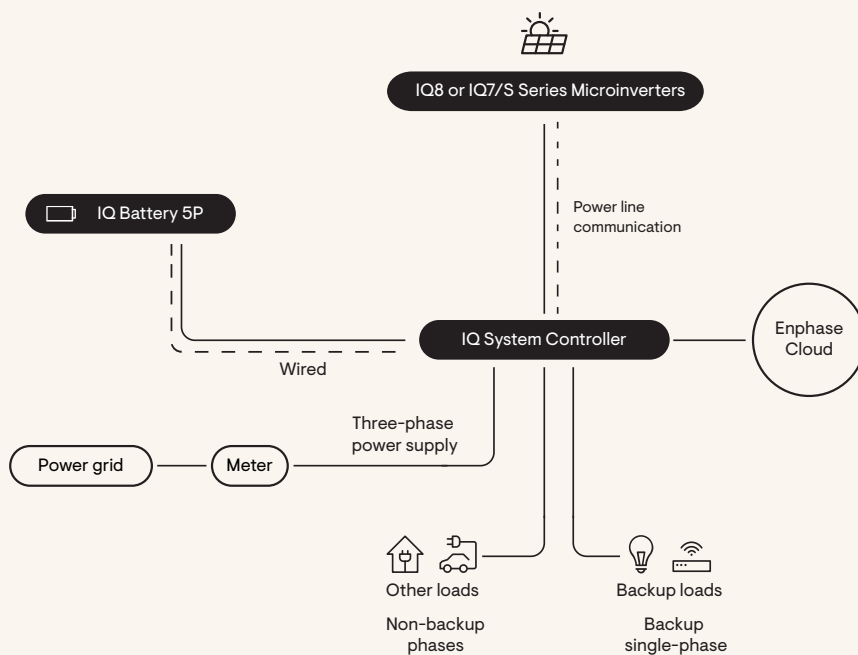 IQ8 or IQ7/S Series Microinverters
IQ Battery 5P
Power line
communication
IQ System Controller
Enphase
Cloud
Wired
Three-phase
power supply
Power grid
Meter
Other loads
Backup loads
Non-backup
phases
Backup
single-phase